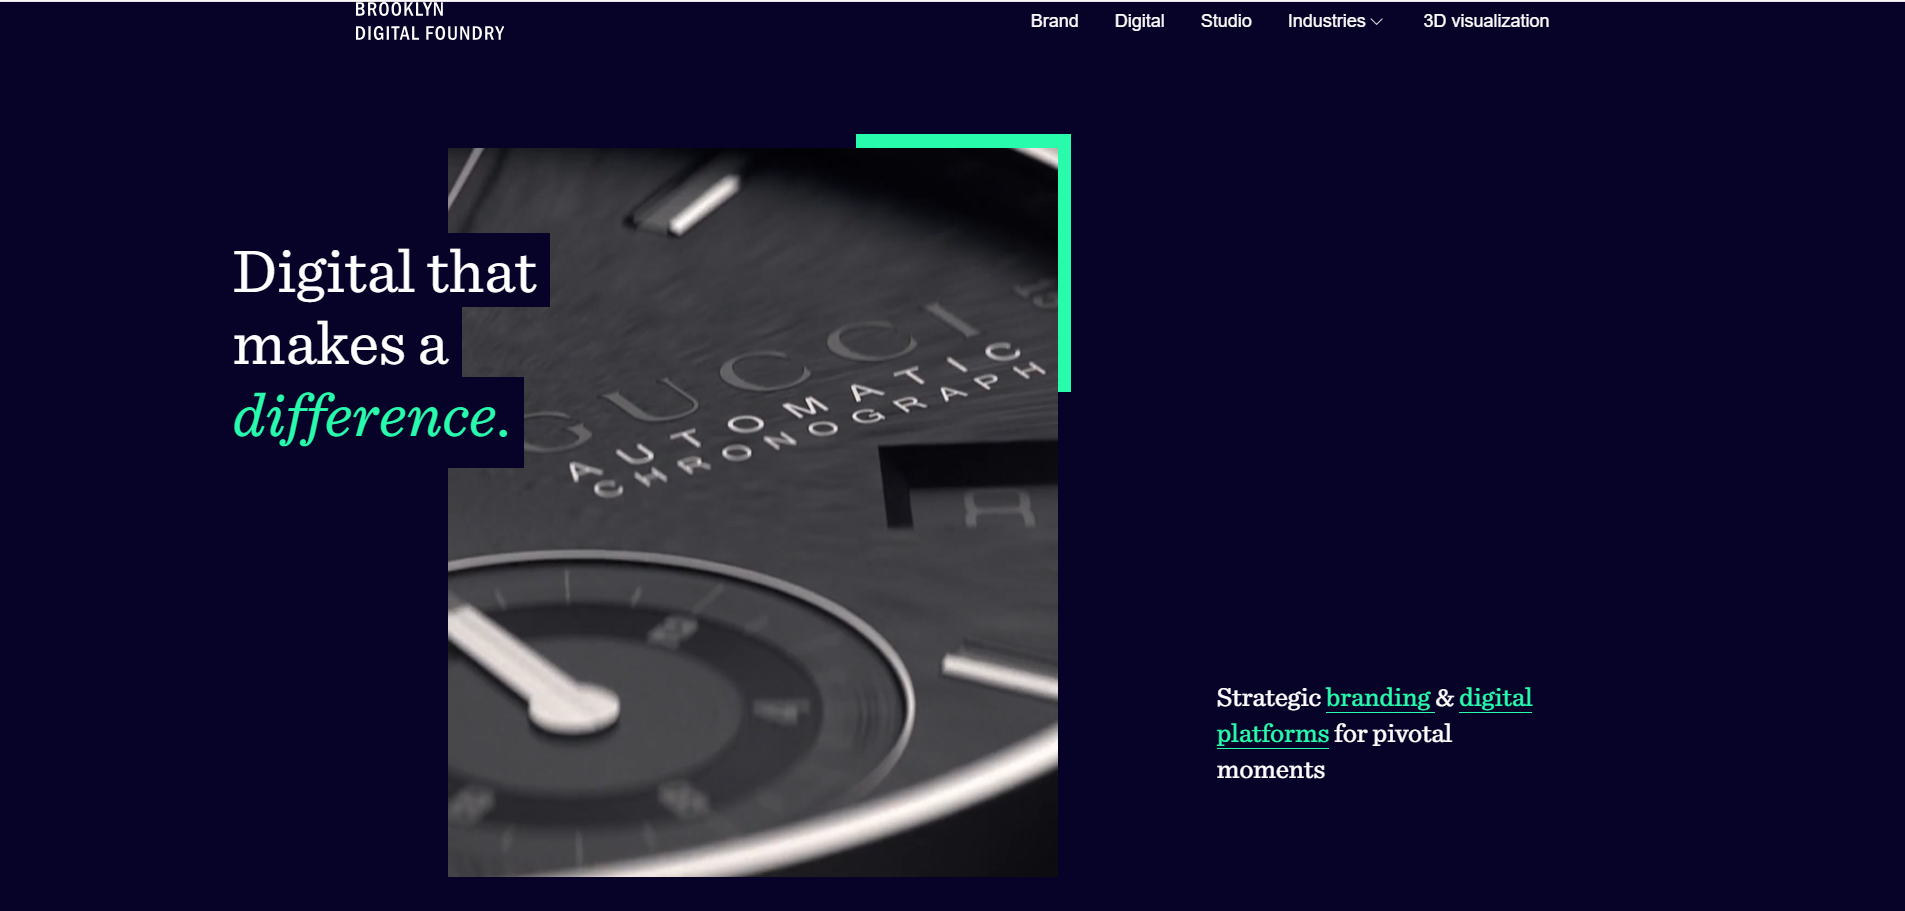 BROOKLYN
DIGITAL FOUNDRY
Brand Digital Studio Industries 3D visualization
Digital that
makes a
difference.
GUCCI
AUTOMATIC
CHRONOGRAPH
Strategic branding & digital
platforms for pivotal
moments